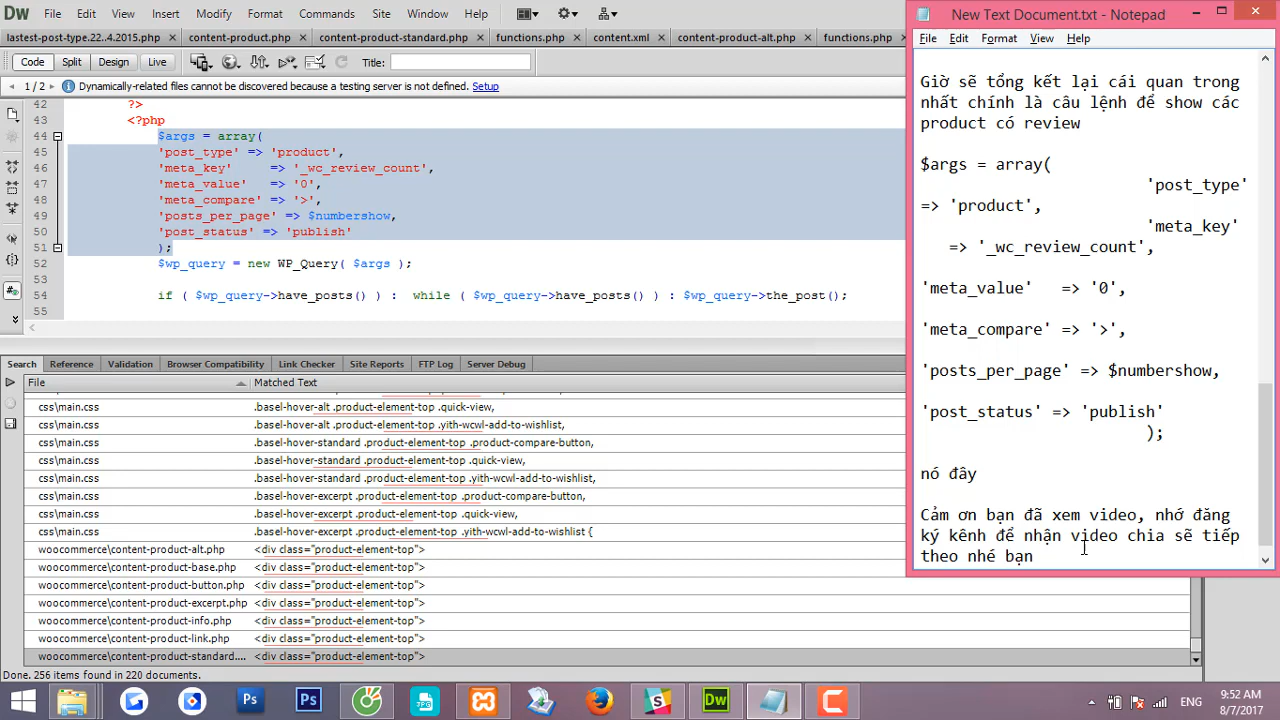 Dw File Edit View Insert Modify Format Commands Site Window Help
lastest-post-type.22..4.2015.php × content-product.php × content-product-standard.php × functions.php × content.xml × content-product-alt.php × functions.php ×
Code Split Design Live Title:
1 / 2 Dynamically-related files cannot be discovered because a testing server is not defined. Setup
42 ?>
43 <?php
44 $args = array(
45 'post_type' => 'product',
46 'meta_key' => '_wc_review_count',
47 'meta_value' => '0',
48 'meta_compare' => '>',
49 'posts_per_page' => $numbershow,
50 'post_status' => 'publish'
51 );
52 $wp_query = new WP_Query( $args );
53
54 if ( $wp_query->have_posts() ) : while ( $wp_query->have_posts() ) : $wp_query->the_post();
55
Search Reference Validation Browser Compatibility Link Checker Site Reports FTP Log Server Debug
File Matched Text
css\main.css .basel-hover-alt .product-element-top .quick-view,
css\main.css .basel-hover-alt .product-element-top .yith-wcwl-add-to-wishlist,
css\main.css .basel-hover-standard .product-element-top .product-compare-button,
css\main.css .basel-hover-standard .product-element-top .quick-view,
css\main.css .basel-hover-standard .product-element-top .yith-wcwl-add-to-wishlist,
css\main.css .basel-hover-excerpt .product-element-top .product-compare-button,
css\main.css .basel-hover-excerpt .product-element-top .quick-view,
css\main.css .basel-hover-excerpt .product-element-top .yith-wcwl-add-to-wishlist {
woocommerce\content-product-alt.php <div class="product-element-top">
woocommerce\content-product-base.php <div class="product-element-top">
woocommerce\content-product-button.php <div class="product-element-top">
woocommerce\content-product-excerpt.php <div class="product-element-top">
woocommerce\content-product-info.php <div class="product-element-top">
woocommerce\content-product-link.php <div class="product-element-top">
woocommerce\content-product-standard.... <div class="product-element-top">
Done. 256 items found in 220 documents.
New Text Document.txt - Notepad
File Edit Format View Help
Giờ sẽ tổng kết lại cái quan trong
nhất chính là câu lệnh để show các
product có review
$args = array(
'post_type'
=> 'product',
'meta_key'
=> '_wc_review_count',
'meta_value' => '0',
'meta_compare' => '>',
'posts_per_page' => $numbershow,
'post_status' => 'publish'
);
nó đây
Cảm ơn bạn đã xem video, nhớ đăng
ký kênh để nhận video chia sẽ tiếp
theo nhé bạn
Ps Ps JPG Dw
9:52 AM
8/7/2017